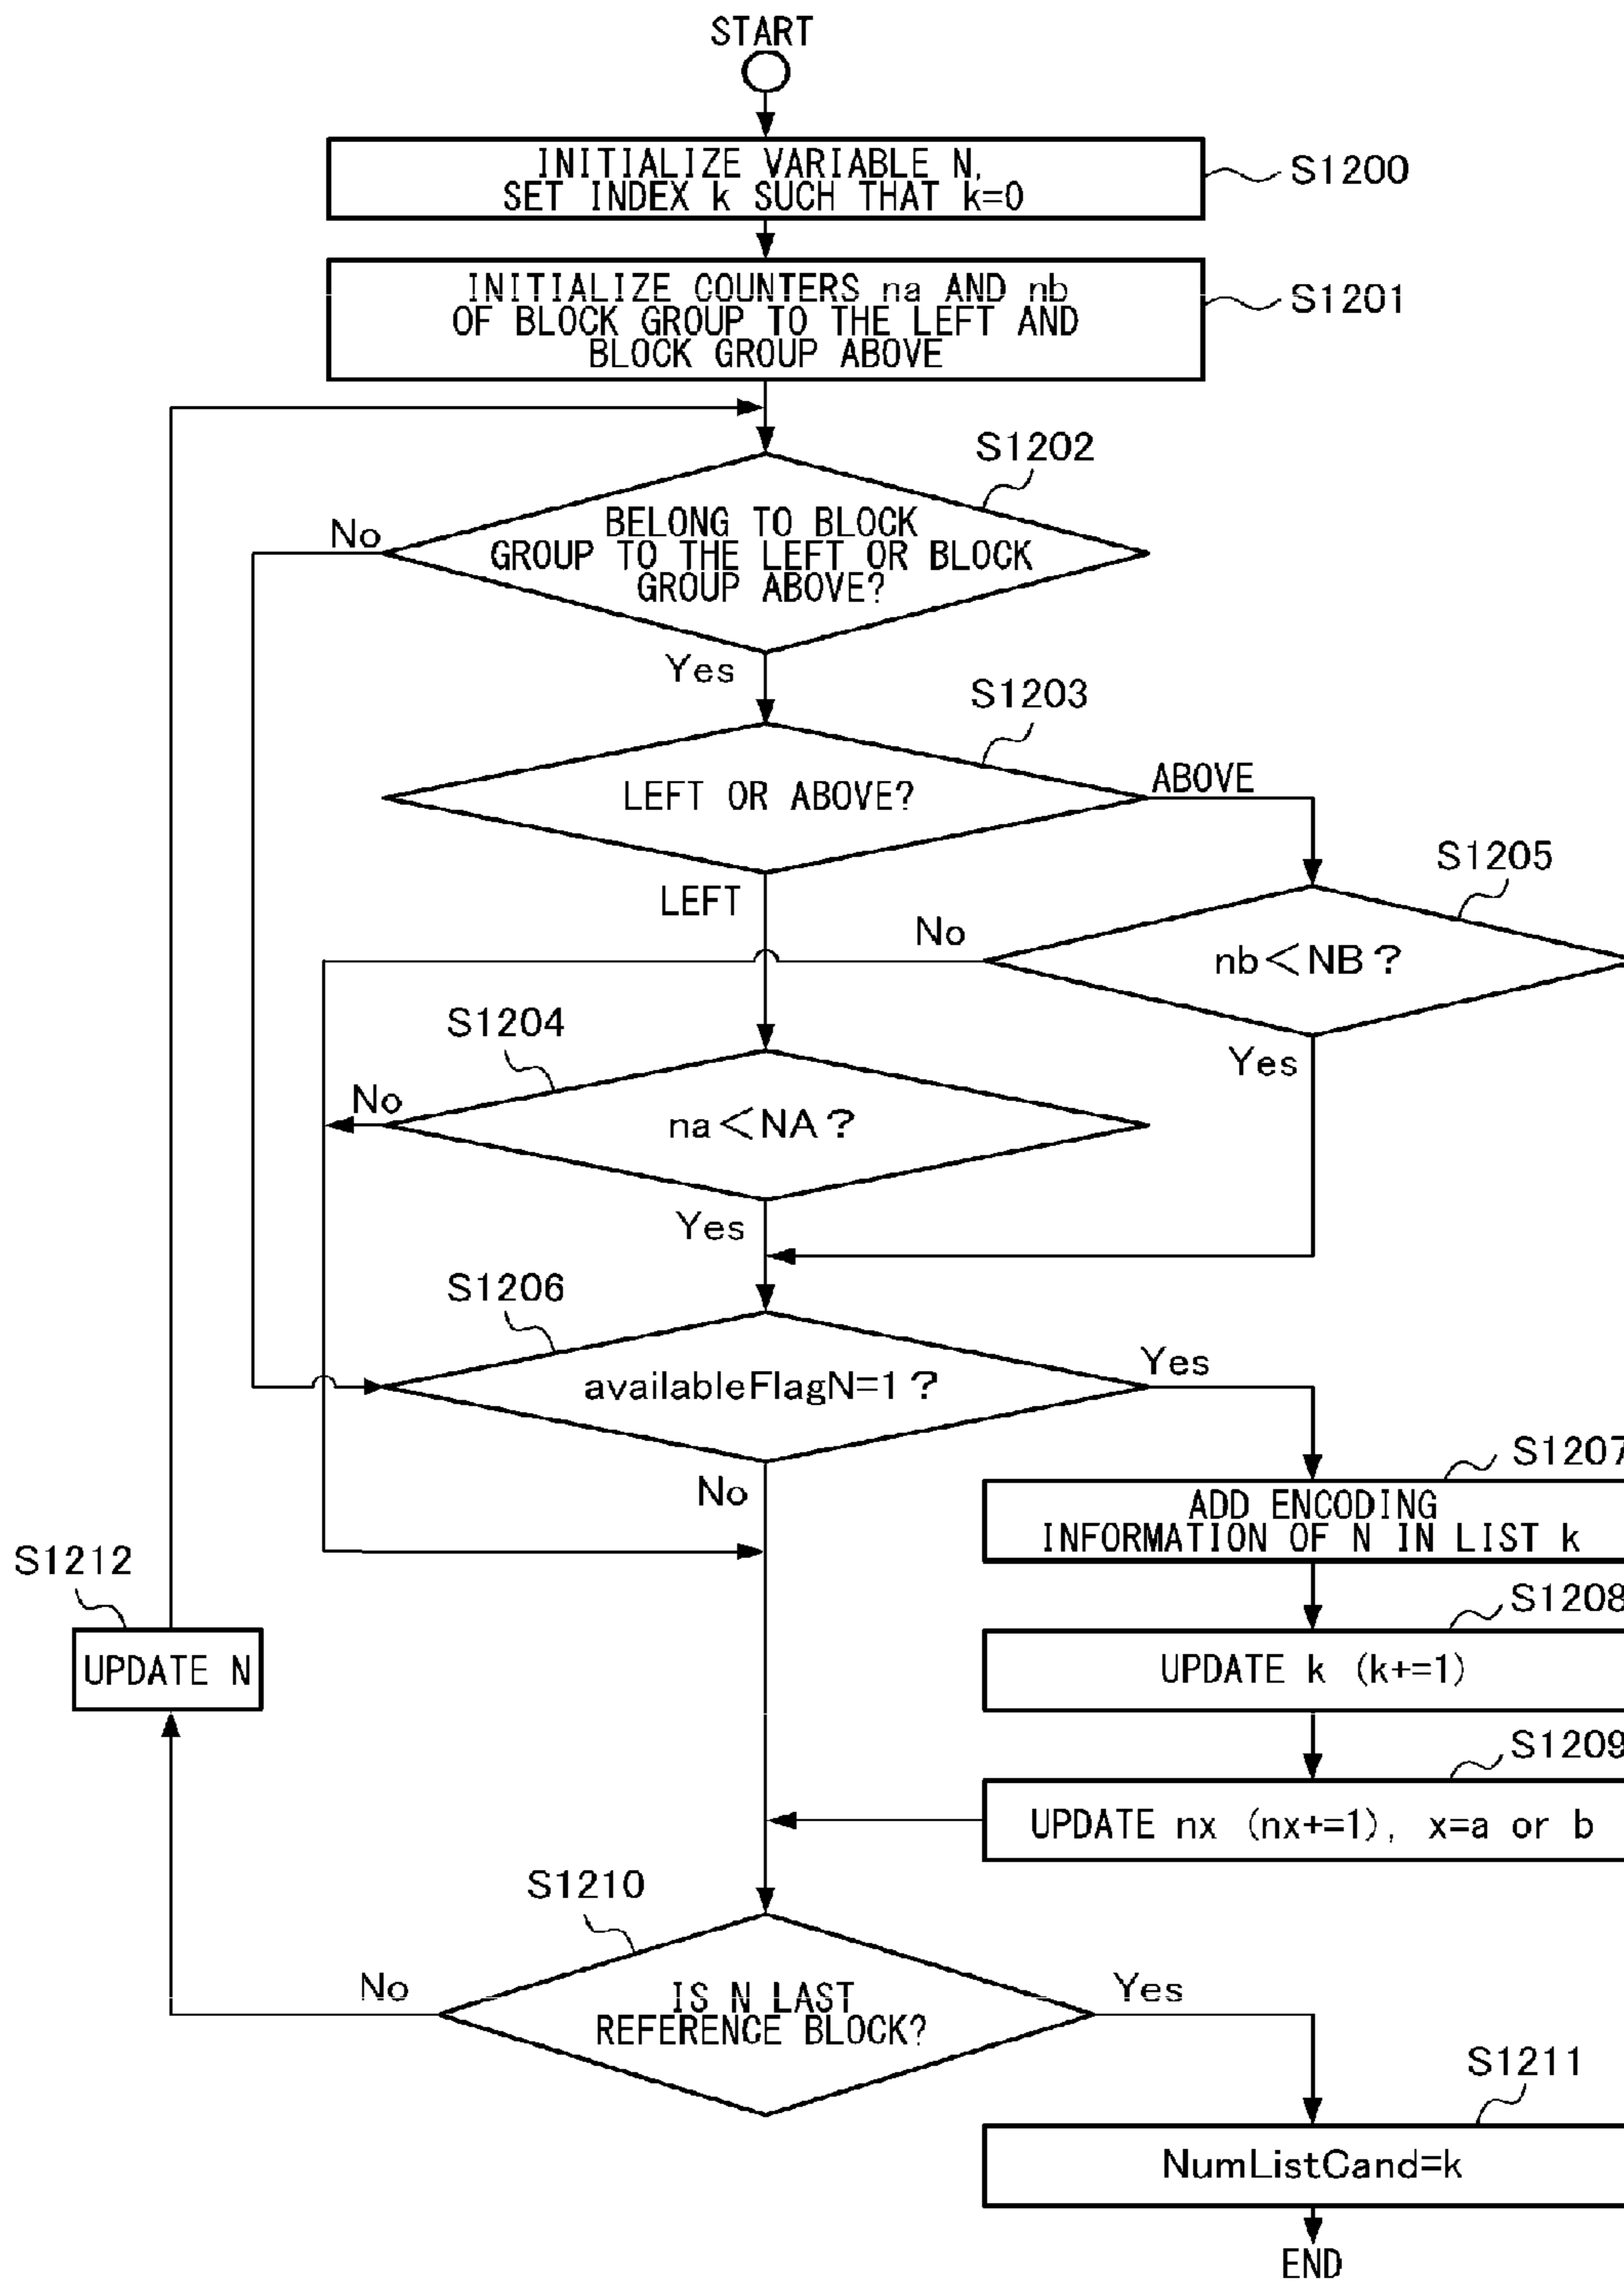 START
INITIALIZE VARIABLE N,
SET INDEX k SUCH THAT k=0
S1200
INITIALIZE COUNTERS na AND nb
OF BLOCK GROUP TO THE LEFT AND
BLOCK GROUP ABOVE
S1201
S1202
BELONG TO BLOCK
GROUP TO THE LEFT OR BLOCK
GROUP ABOVE?
No
Yes
S1203
LEFT OR ABOVE?
ABOVE
LEFT
S1205
nb<NB?
No
Yes
S1204
na<NA?
No
Yes
S1206
availableFlagN=1?
Yes
No
S1207
ADD ENCODING
INFORMATION OF N IN LIST k
S1208
UPDATE k (k+=1)
S1209
UPDATE nx (nx+=1), x=a or b
S1212
UPDATE N
S1210
IS N LAST
REFERENCE BLOCK?
No
Yes
S1211
NumListCand=k
END